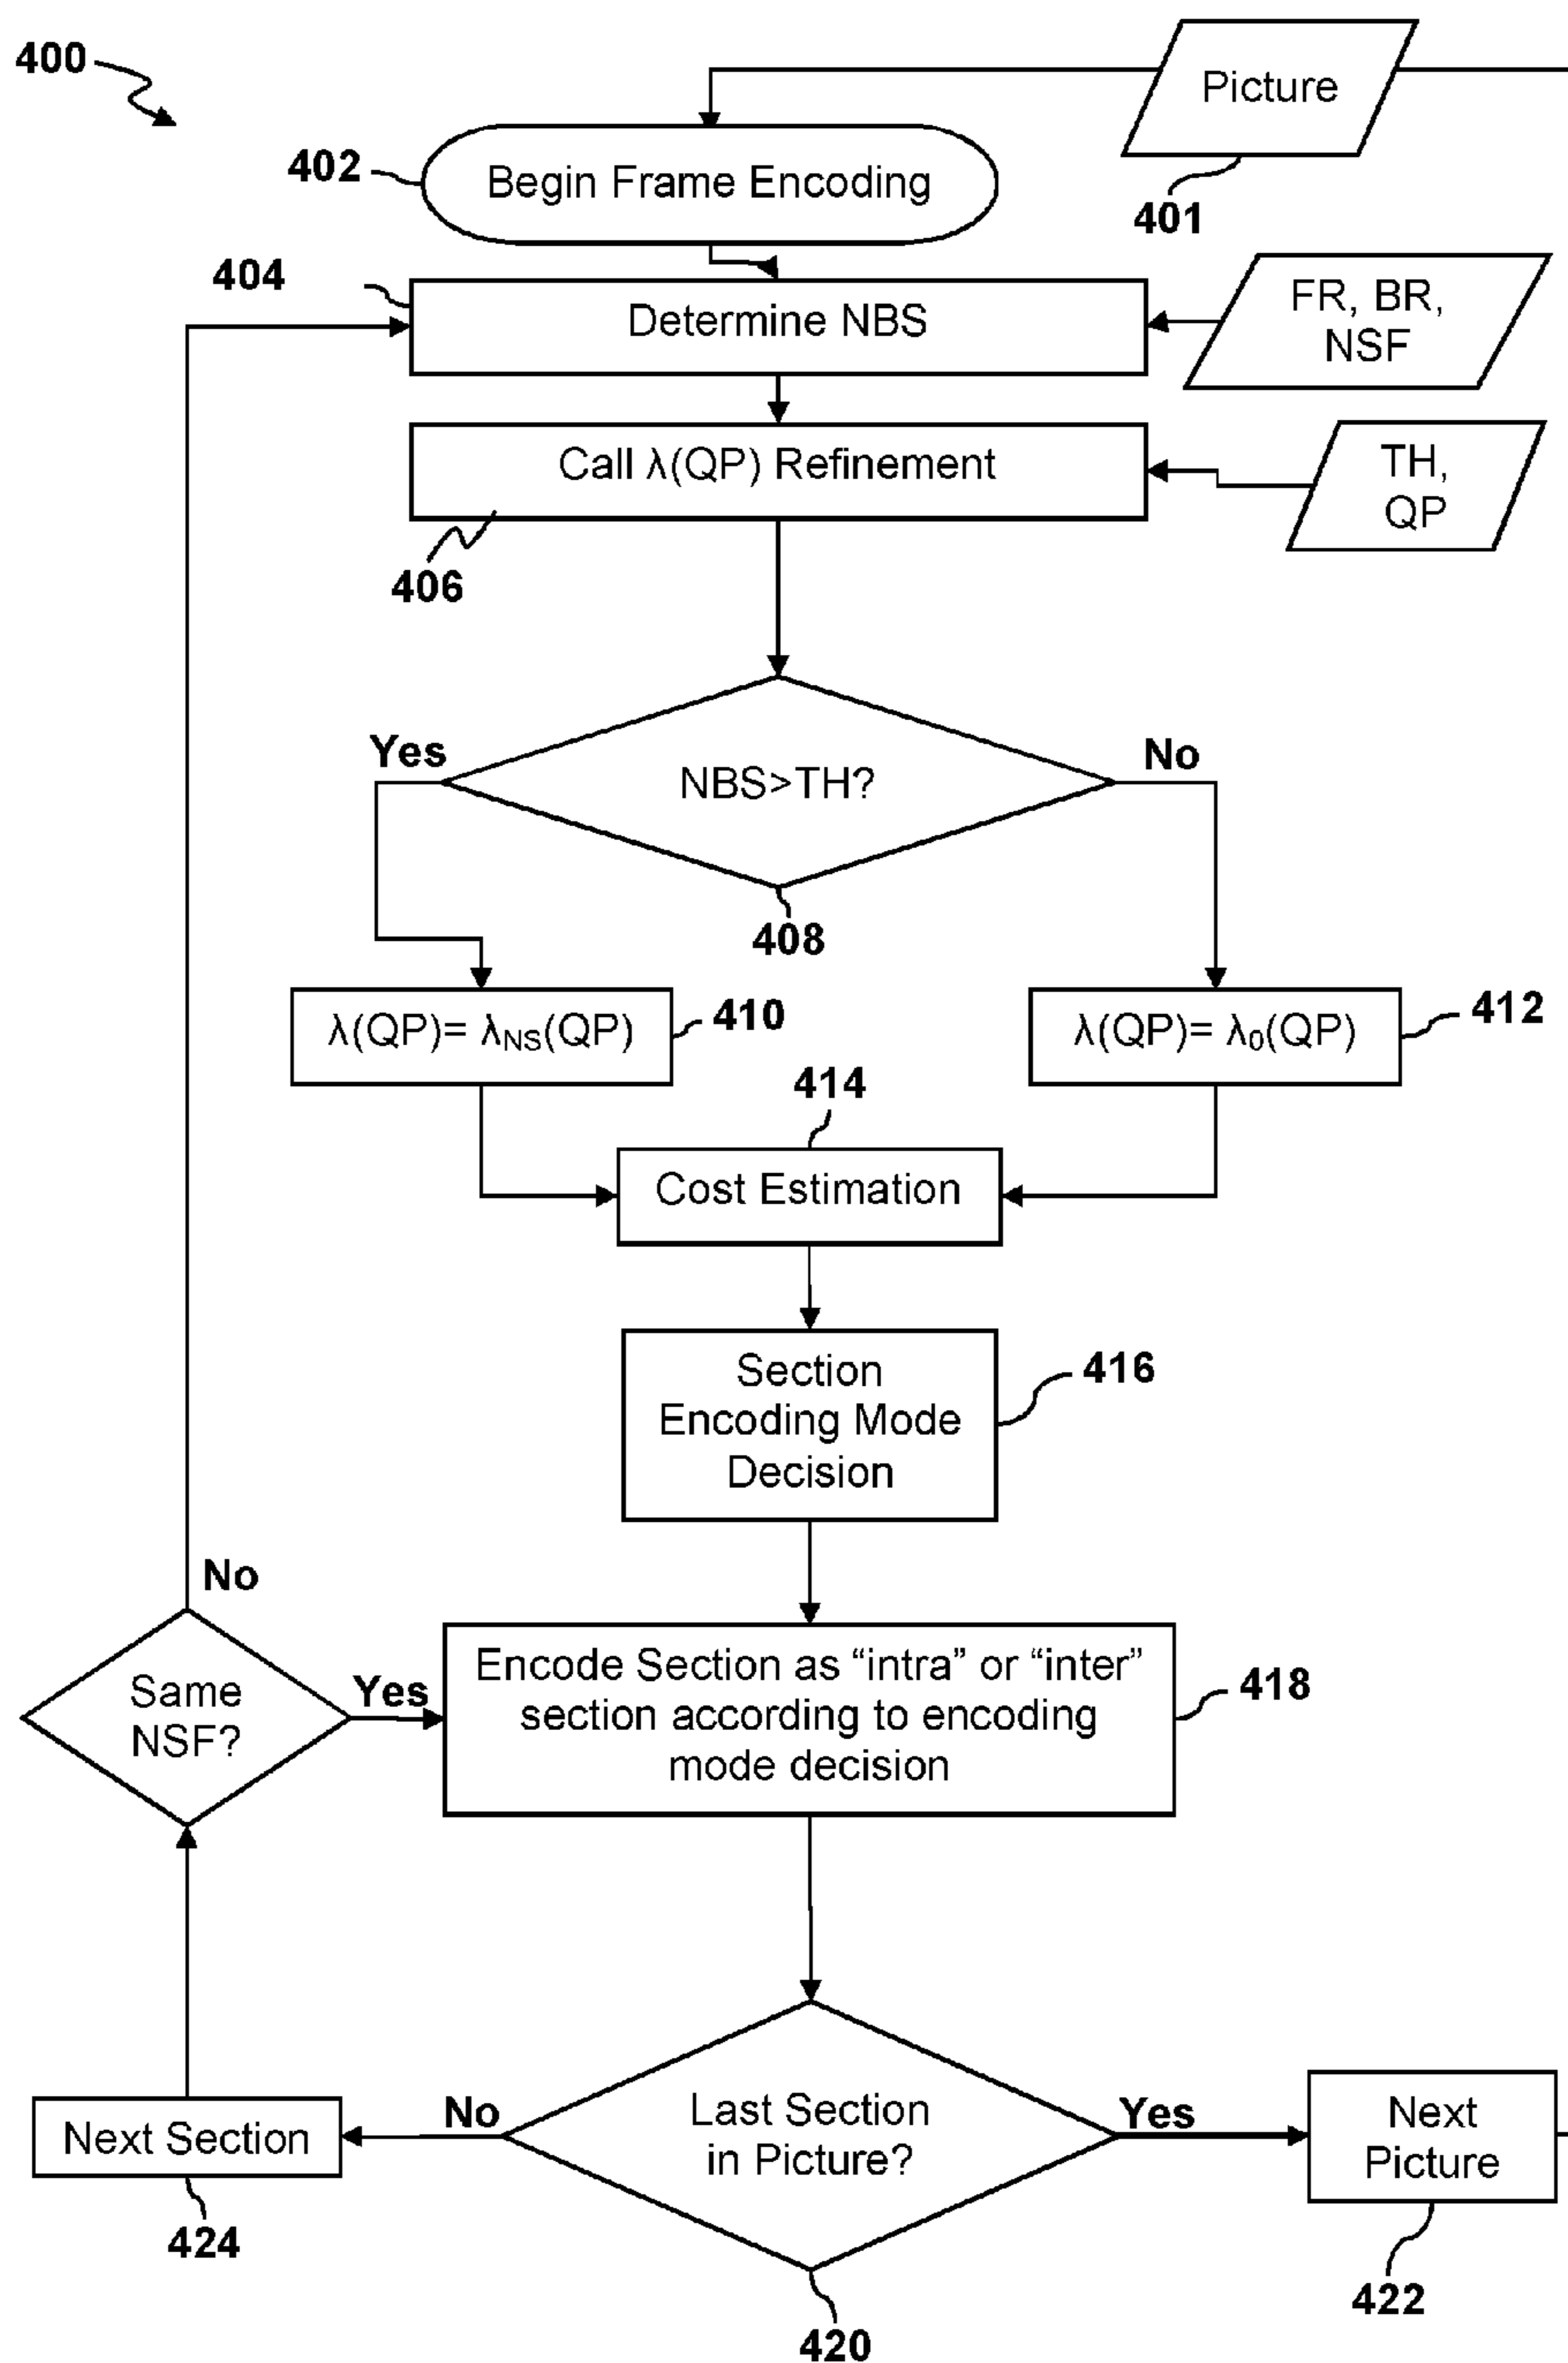 400
Picture
401
402
Begin Frame Encoding
404
Determine NBS
FR, BR,
NSF
Call λ(QP) Refinement
TH,
QP
406
Yes
NBS>TH?
No
408
λ(QP)= λNS(QP)
410
λ(QP)= λ0(QP)
412
414
Cost Estimation
Section
Encoding Mode
Decision
416
No
Same
NSF?
Yes
Encode Section as “intra” or “inter”
section according to encoding
mode decision
418
Next Section
424
No
Last Section
in Picture?
420
Yes
Next
Picture
422